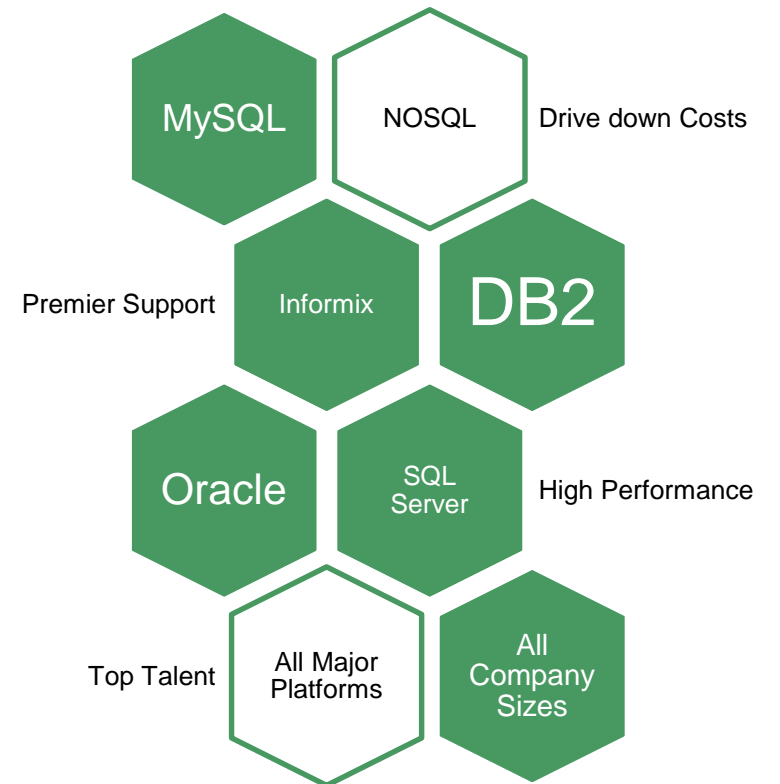 MySQL
NOSQL
Drive down Costs
Premier Support
Informix
DB2
Oracle
SQL
Server
High Performance
Top Talent
All Major
Platforms
All
Company
Sizes